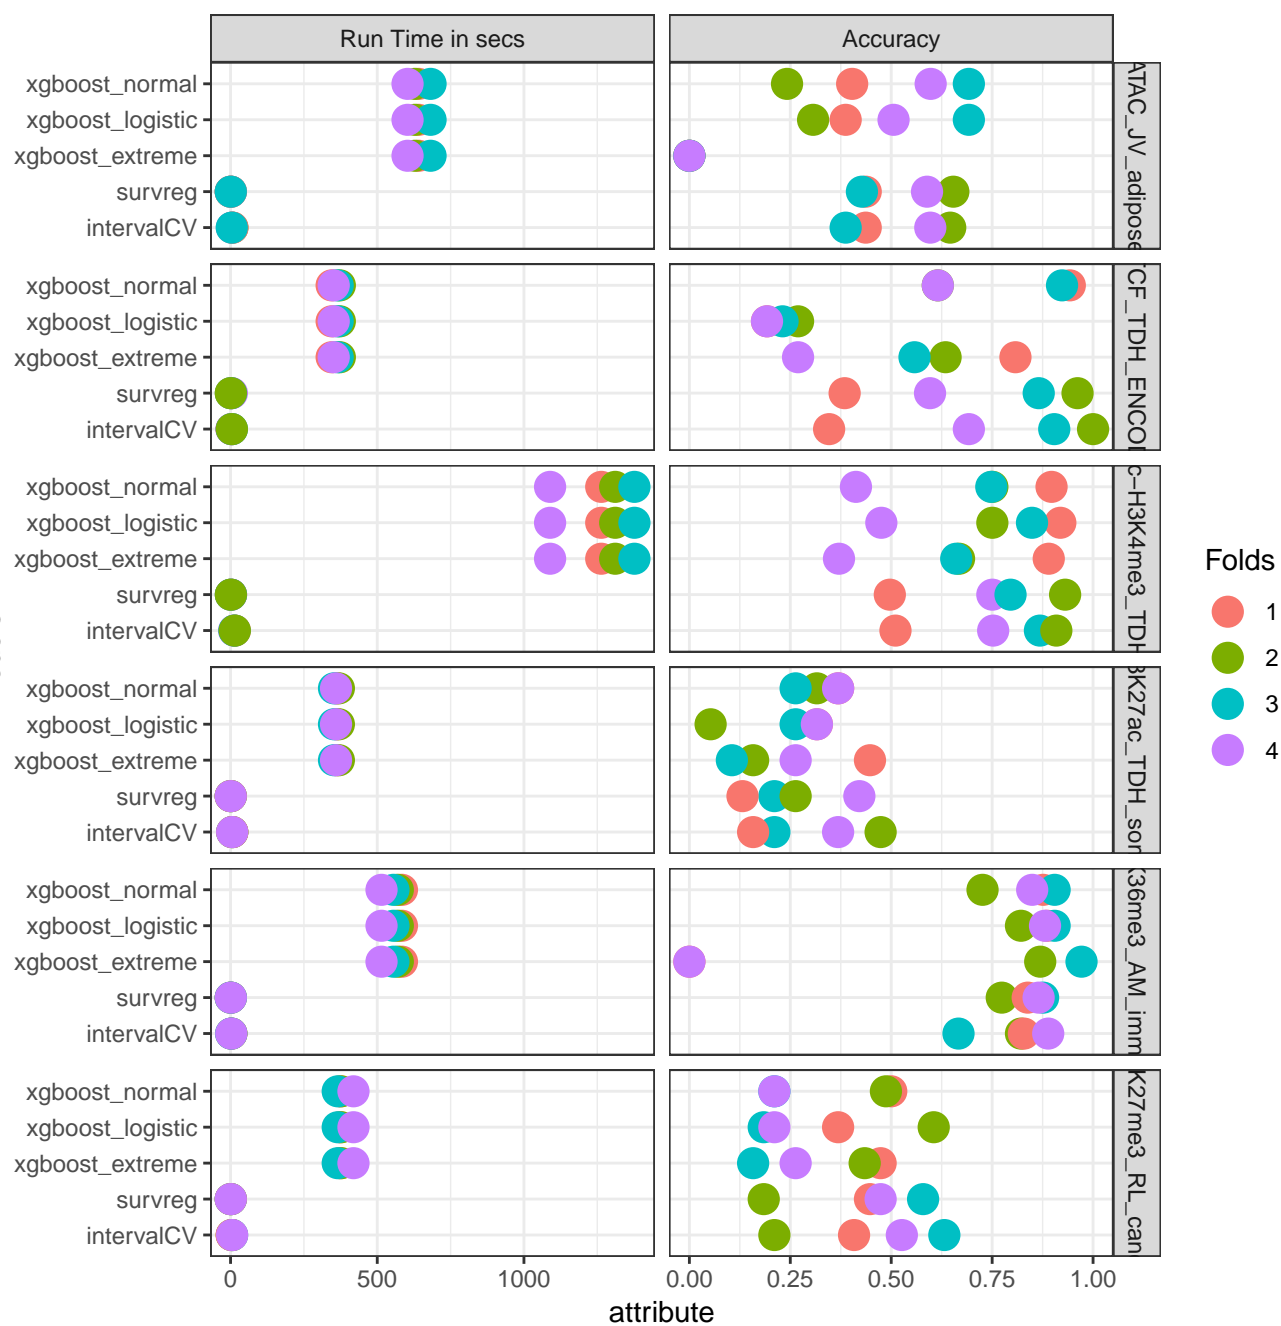 Run Time in secs
Accuracy
xgboost_normal
xgboost_logistic
xgboost_extreme
survreg
intervalCV
ATAC_JV_adipose
xgboost_normal
xgboost_logistic
xgboost_extreme
survreg
intervalCV
CF_TDH_ENCO
xgboost_normal
xgboost_logistic
xgboost_extreme
survreg
intervalCV
c−H3K4me3_TDH
xgboost_normal
xgboost_logistic
xgboost_extreme
survreg
intervalCV
3K27ac_TDH_som
xgboost_normal
xgboost_logistic
xgboost_extreme
survreg
intervalCV
K36me3_AM_imm
xgboost_normal
xgboost_logistic
xgboost_extreme
survreg
intervalCV
K27me3_RL_can
0
500
1000
0.00
0.25
0.50
0.75
1.00
attribute
Folds
1
2
3
4